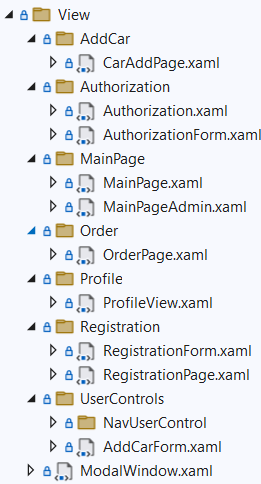 View
AddCar
CarAddPage.xaml
Authorization
Authorization.xaml
AuthorizationForm.xaml
MainPage
MainPage.xaml
MainPageAdmin.xaml
Order
OrderPage.xaml
Profile
ProfileView.xaml
Registration
RegistrationForm.xaml
RegistrationPage.xaml
UserControls
NavUserControl
AddCarForm.xaml
ModalWindow.xaml